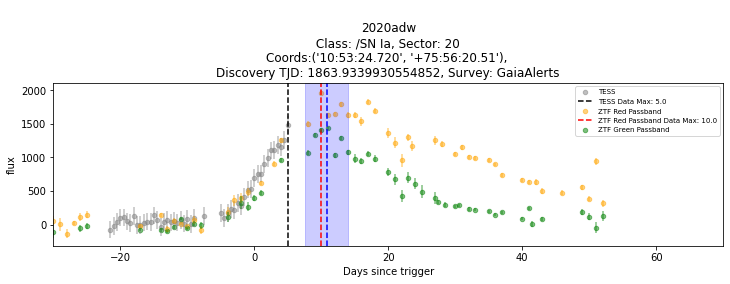 2020adw
Class: /SN Ia, Sector: 20
Coords:('10:53:24.720', '+75:56:20.51'),
Discovery TJD: 1863.9339930554852, Survey: GaiaAlerts
2000
1500
1000
500
0
flux
−20
0
20
40
60
Days since trigger
TESS
TESS Data Max: 5.0
ZTF Red Passband
ZTF Red Passband Data Max: 10.0
ZTF Green Passband